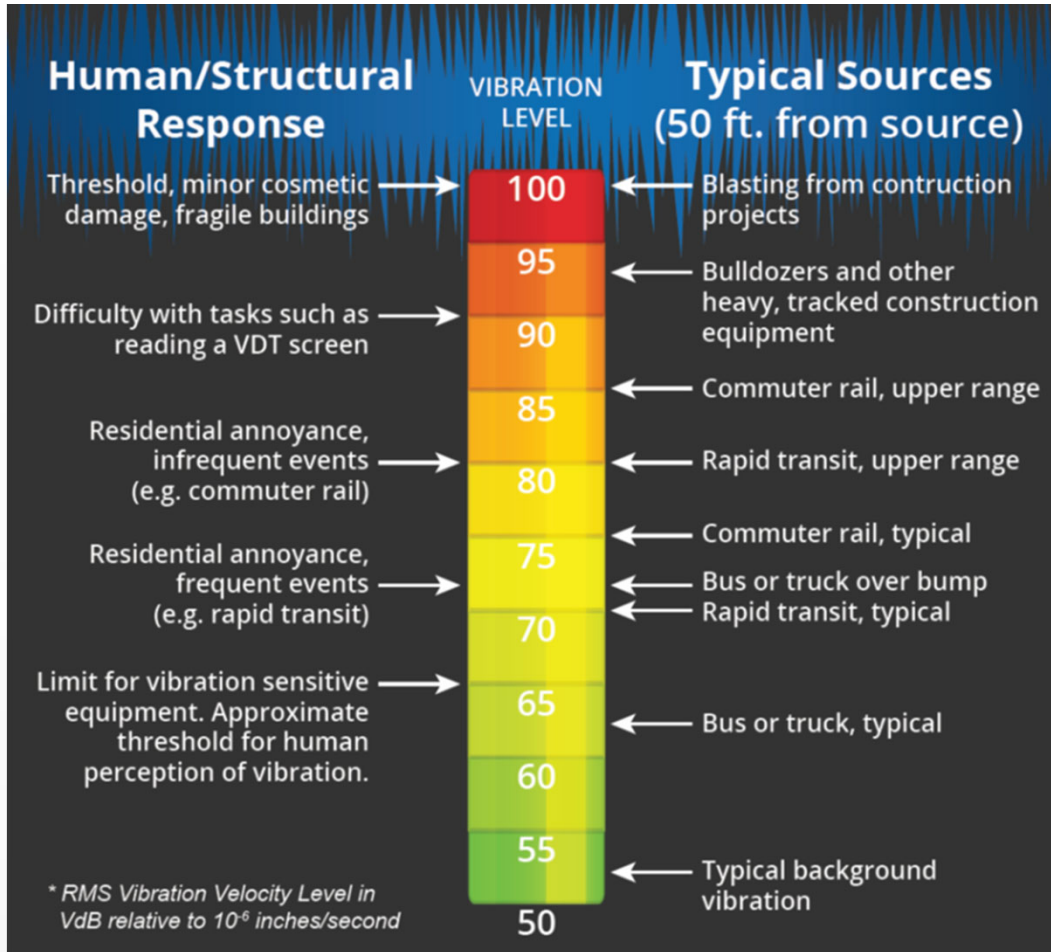 Human/Structural
Response
Threshold, minor cosmetic
damage, fragile buildings
Difficulty with tasks such as
reading a VDT screen
Residential annoyance,
infrequent events
(e.g. commuter rail)
Residential annoyance,
frequent events
(e.g. rapid transit)
Limit for vibration sensitive
equipment. Approximate
threshold for human
perception of vibration.
* RMS Vibration Velocity Level in
VdB relative to 10⁻⁶ inches/second
VIBRATION
LEVEL
100
95
90
85
80
75
70
65
60
55
50
Typical Sources
(50 ft. from source)
Blasting from contruction
projects
Bulldozers and other
heavy, tracked construction
equipment
Commuter rail, upper range
Rapid transit, upper range
Commuter rail, typical
Bus or truck over bump
Rapid transit, typical
Bus or truck, typical
Typical background
vibration